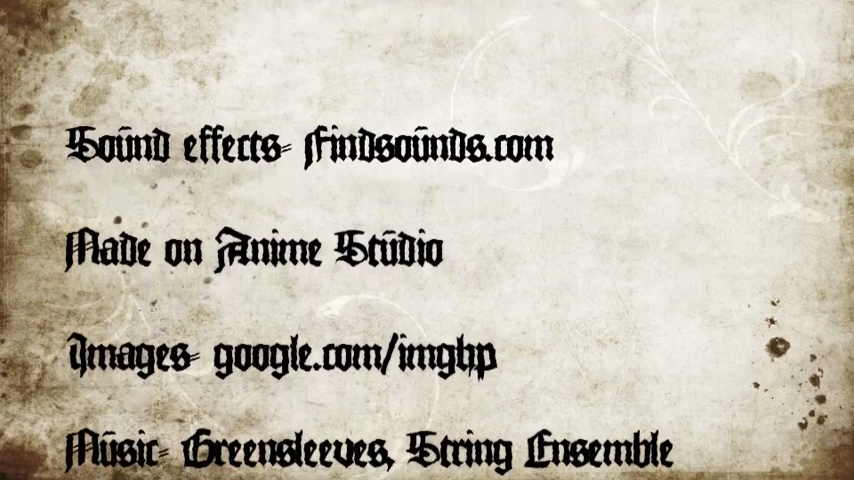 Sound effects- Findsounds.com
Made on Anime Studio
Images- google.com/imghp
Music- Greensleeves, String Ensemble